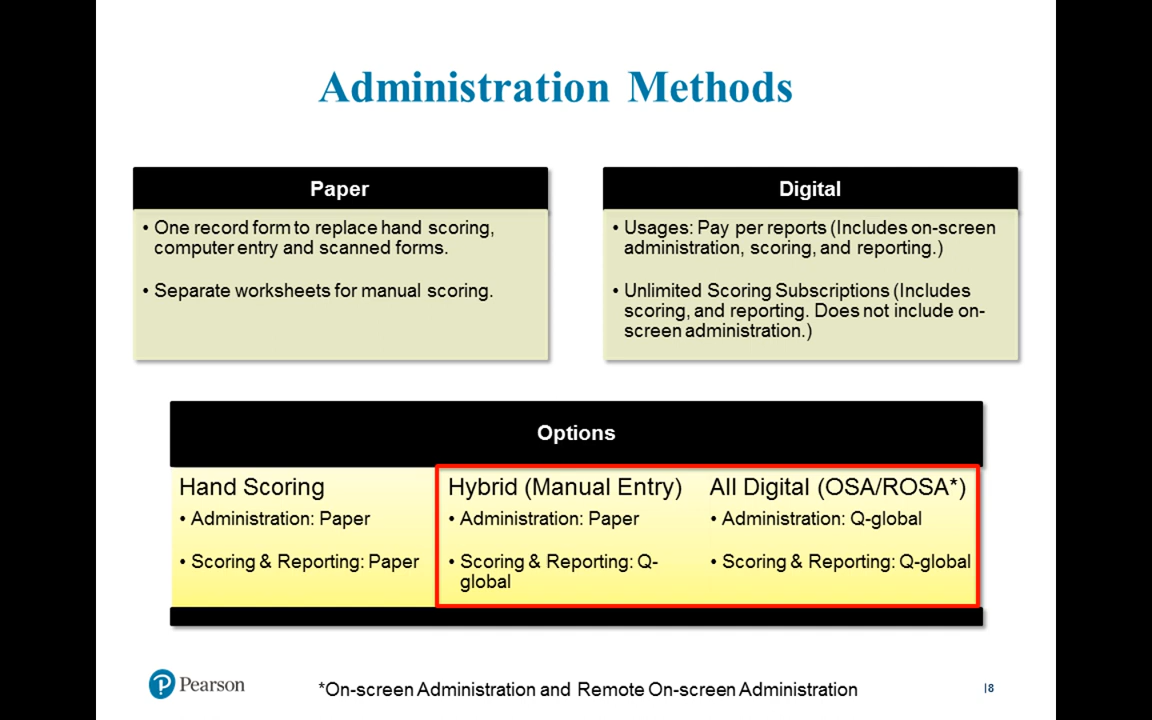 Administration Methods
Paper
• One record form to replace hand scoring,
computer entry and scanned forms.
• Separate worksheets for manual scoring.
Digital
• Usages: Pay per reports (Includes on-screen
administration, scoring, and reporting.)
• Unlimited Scoring Subscriptions (Includes
scoring, and reporting. Does not include on-
screen administration.)
Options
Hand Scoring
• Administration: Paper
• Scoring & Reporting: Paper
Hybrid (Manual Entry)
• Administration: Paper
• Scoring & Reporting: Q-
global
All Digital (OSA/ROSA*)
• Administration: Q-global
• Scoring & Reporting: Q-global
Pearson
*On-screen Administration and Remote On-screen Administration
|8